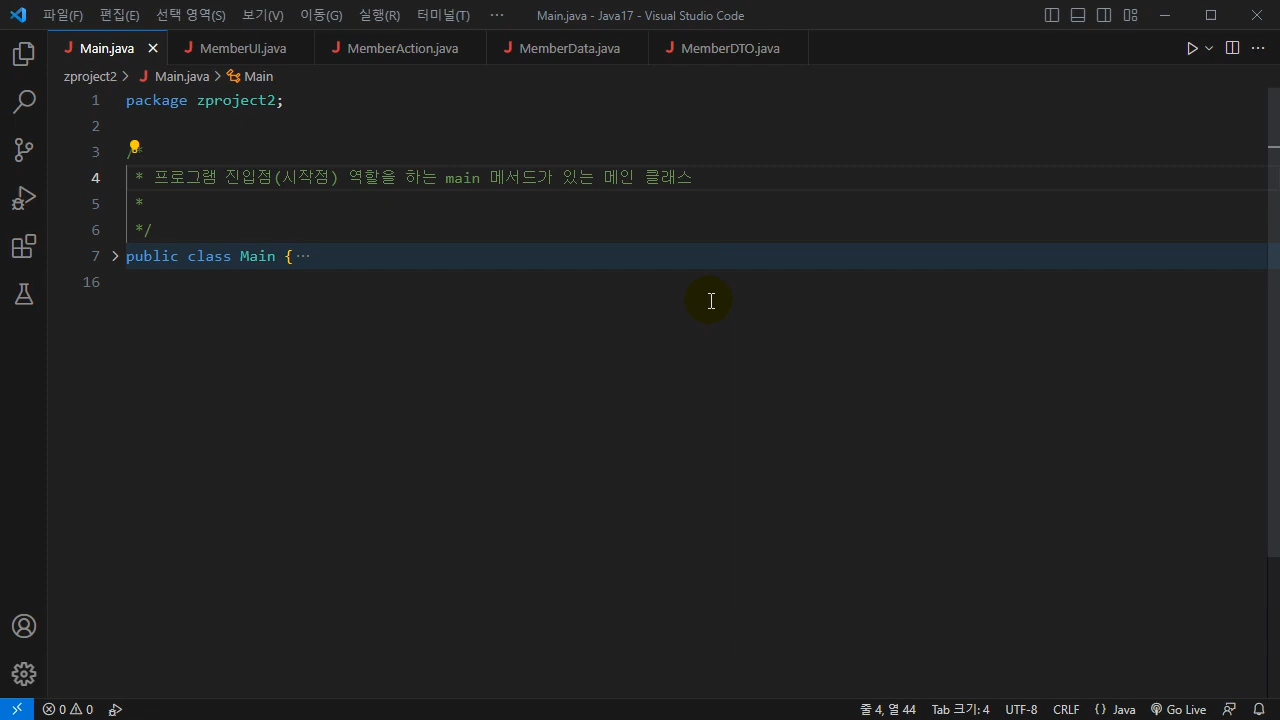 파일(F) 편집(E) 선택 영역(S) 보기(V) 이동(G) 실행(R) 터미널(T) ··· Main.java - Java17 - Visual Studio Code
Main.java MemberUI.java MemberAction.java MemberData.java MemberDTO.java
zproject2 > Main.java > Main
1 package zproject2;
2
3 /*
4 * 프로그램 진입점(시작점) 역할을 하는 main 메서드가 있는 메인 클래스
5 *
6 */
7 public class Main {···
16
0 0 줄 4, 열 44 Tab 크기: 4 UTF-8 CRLF {} Java Go Live